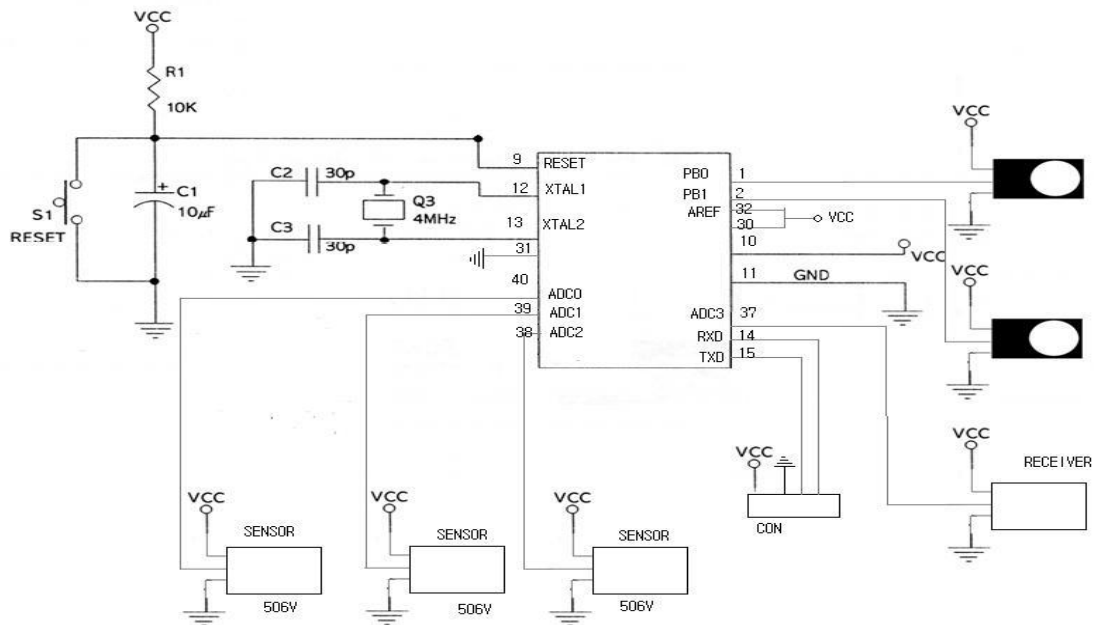 VCC
R1
10K
S1
RESET
+
C1
10µF
C2
30p
C3
30p
Q3
4MHz
9
RESET
12
XTAL1
13
XTAL2
31
40
ADC0
39
ADC1
38
ADC2
PB0
1
PB1
2
AREF
32
30
VCC
10
VCC
11
GND
ADC3
37
RXD
14
TXD
15
VCC
VCC
VCC
RECEIVER
VCC
CON
VCC
SENSOR
506V
VCC
SENSOR
506V
VCC
SENSOR
506V